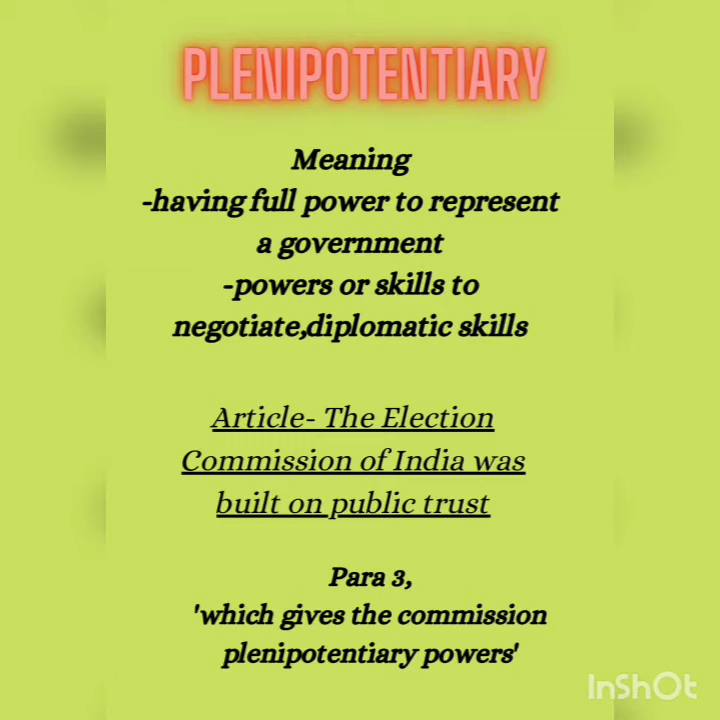 PLENIPOTENTIARY
Meaning
-having full power to represent
a government
-powers or skills to
negotiate,diplomatic skills
Article- The Election
Commission of India was
built on public trust
Para 3,
'which gives the commission
plenipotentiary powers'
InShOt